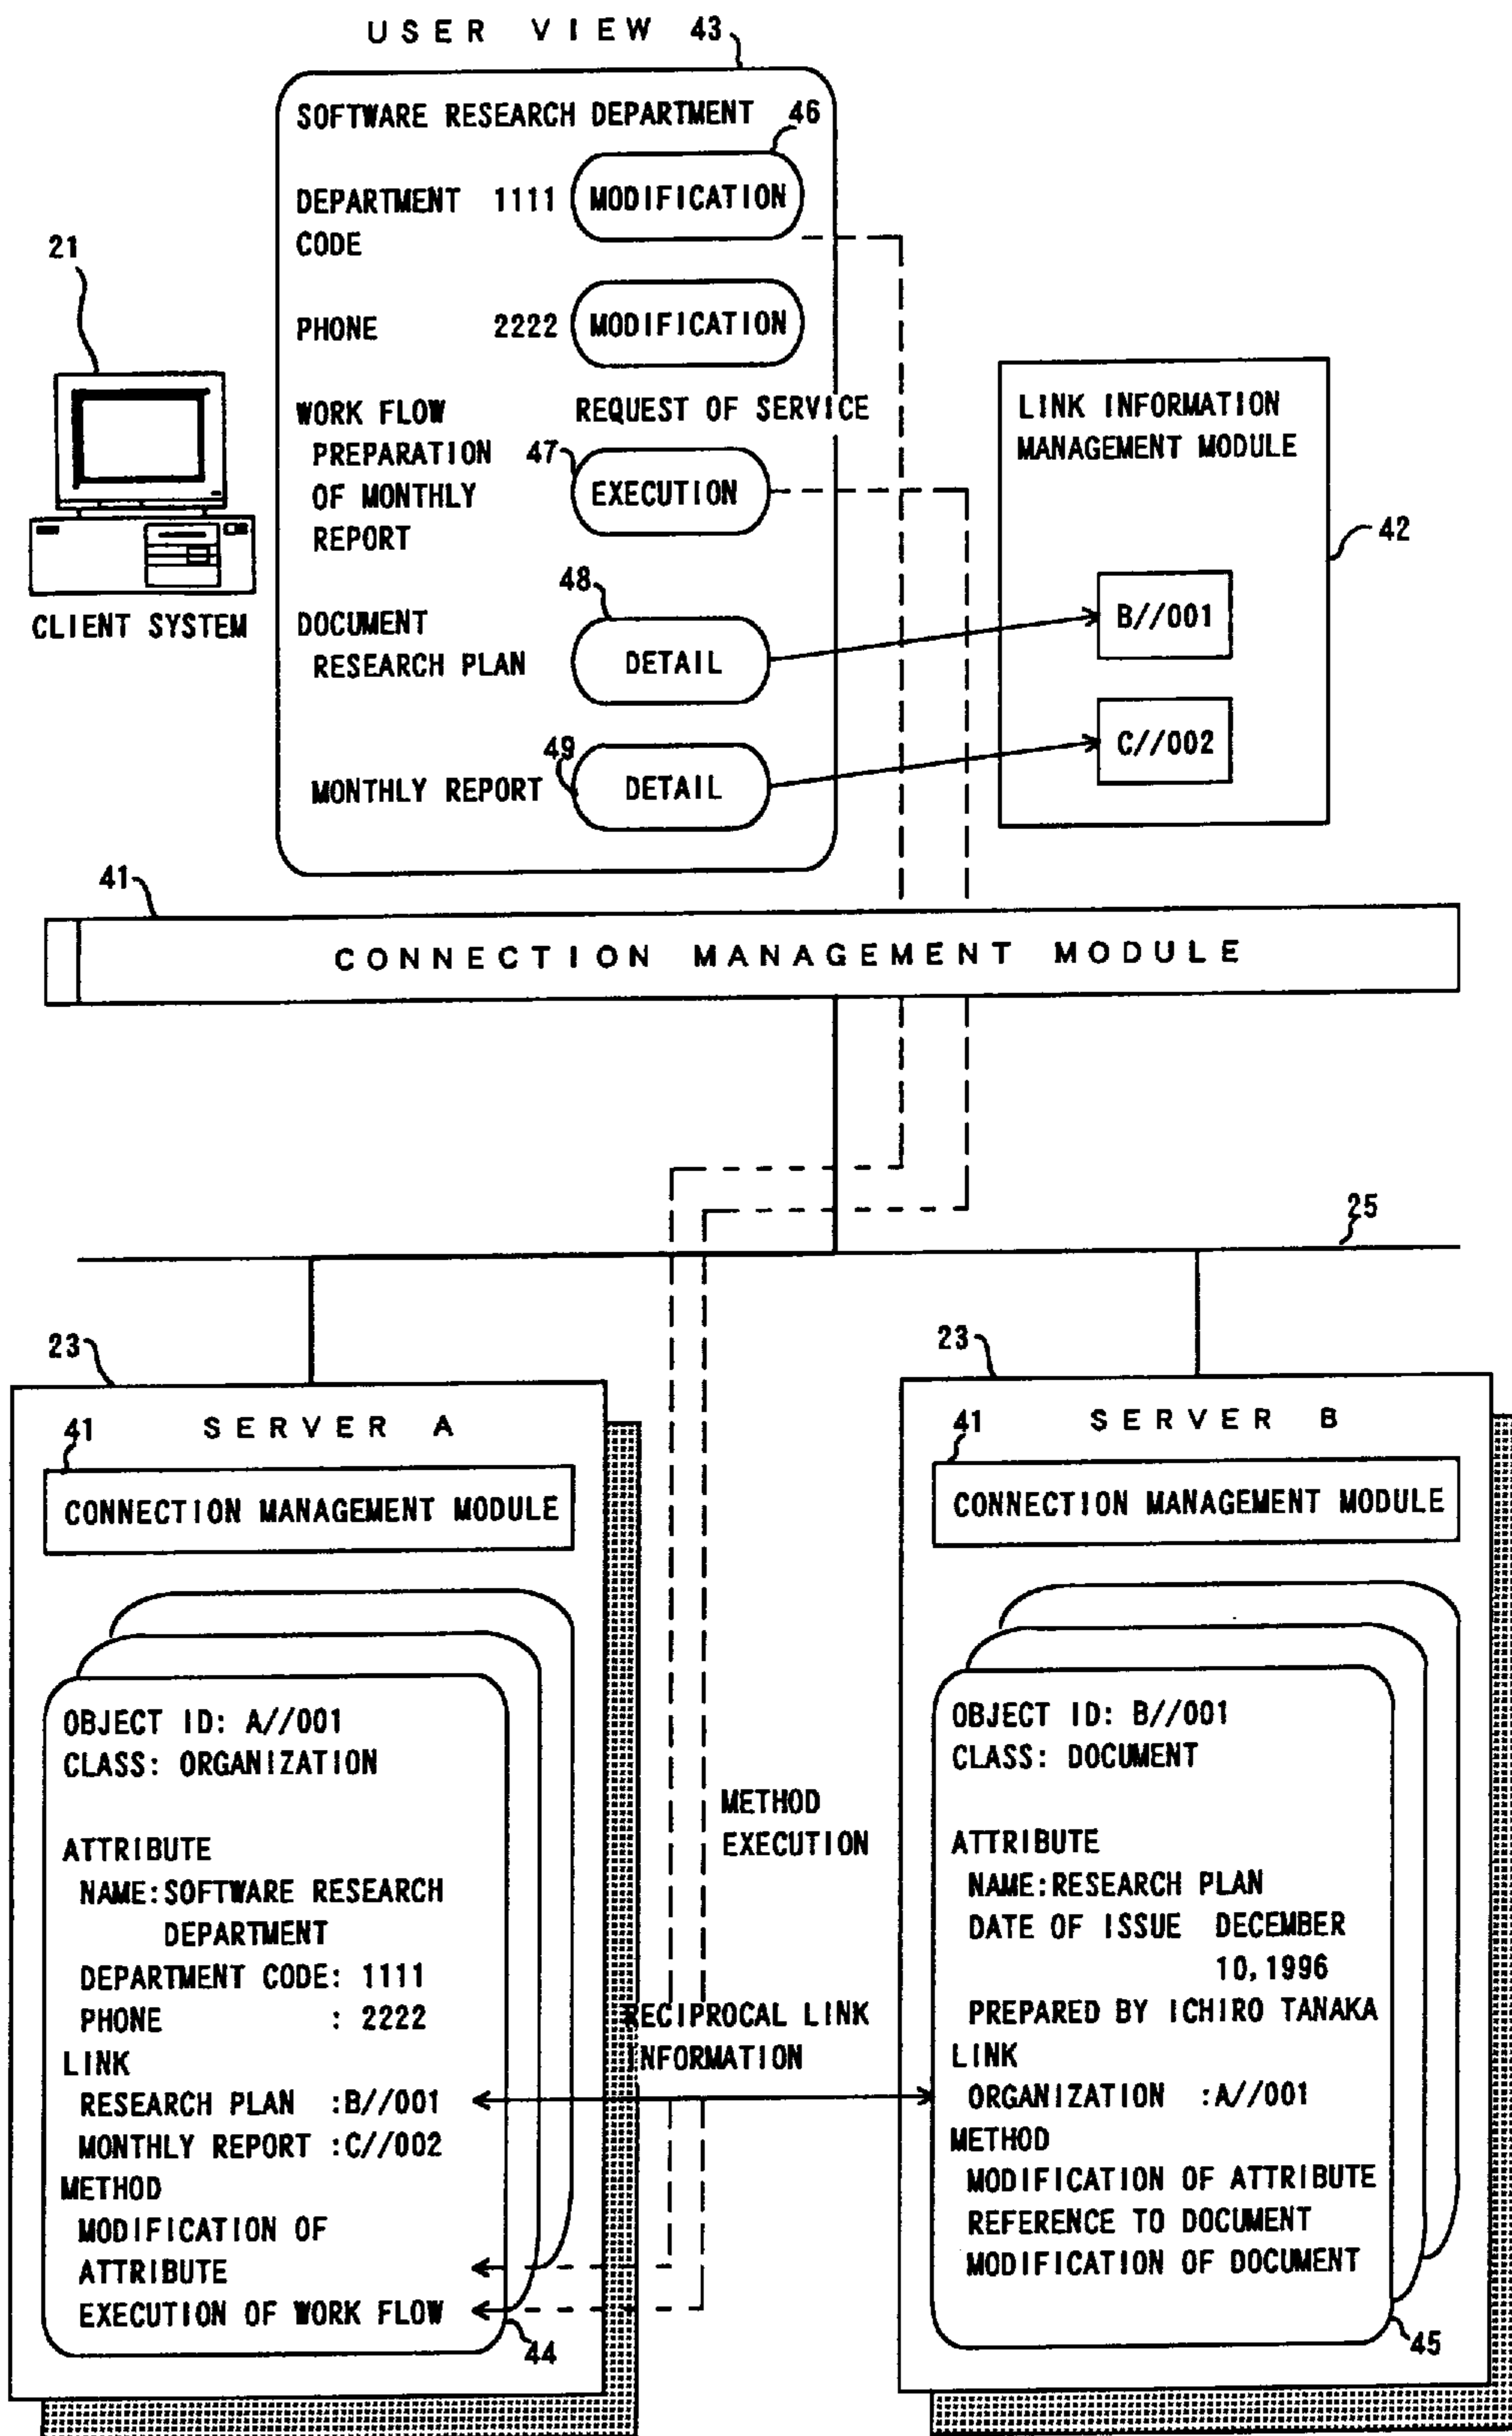 USER VIEW 43
SOFTWARE RESEARCH DEPARTMENT 46
DEPARTMENT 1111 MODIFICATION
CODE
21
PHONE 2222 MODIFICATION
WORK FLOW REQUEST OF SERVICE
PREPARATION 47
OF MONTHLY EXECUTION
REPORT
LINK INFORMATION
MANAGEMENT MODULE
42
CLIENT SYSTEM
48
DOCUMENT
RESEARCH PLAN DETAIL
B//001
49
MONTHLY REPORT DETAIL
C//002
41
CONNECTION MANAGEMENT MODULE
25
23
SERVER A
41
CONNECTION MANAGEMENT MODULE
OBJECT ID: A//001
CLASS: ORGANIZATION
ATTRIBUTE
NAME:SOFTWARE RESEARCH
DEPARTMENT
DEPARTMENT CODE: 1111
PHONE : 2222
LINK
RESEARCH PLAN :B//001
MONTHLY REPORT :C//002
METHOD
MODIFICATION OF
ATTRIBUTE
EXECUTION OF WORK FLOW
44
METHOD
EXECUTION
RECIPROCAL LINK
INFORMATION
23
SERVER B
41
CONNECTION MANAGEMENT MODULE
OBJECT ID: B//001
CLASS: DOCUMENT
ATTRIBUTE
NAME:RESEARCH PLAN
DATE OF ISSUE DECEMBER
10,1996
PREPARED BY ICHIRO TANAKA
LINK
ORGANIZATION :A//001
METHOD
MODIFICATION OF ATTRIBUTE
REFERENCE TO DOCUMENT
MODIFICATION OF DOCUMENT
45